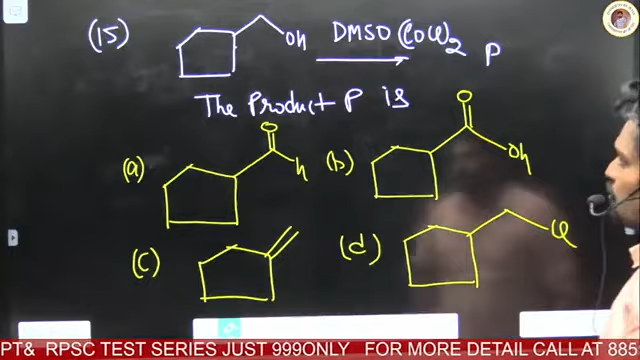 (15) Oh DMSO (COCl)2 P
The Product P is
(a) O h (b) O Oh
(c) (d) Cl
PT& RPSC TEST SERIES JUST 999ONLY FOR MORE DETAIL CALL AT 885